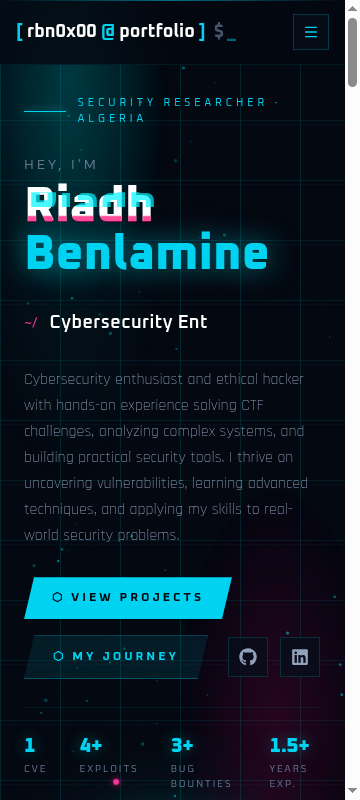 [ rbn0x00 @ portfolio ] $_
SECURITY RESEARCHER ·
ALGERIA
HEY, I'M
Riadh
Benlamine
~/ Cybersecurity Ent
Cybersecurity enthusiast and ethical hacker
with hands-on experience solving CTF
challenges, analyzing complex systems, and
building practical security tools. I thrive on
uncovering vulnerabilities, learning advanced
techniques, and applying my skills to real-
world security problems.
⬡ VIEW PROJECTS
⬡ MY JOURNEY
1 4+ 3+ 1.5+
CVE EXPLOITS BUG YEARS
BOUNTIES EXP.